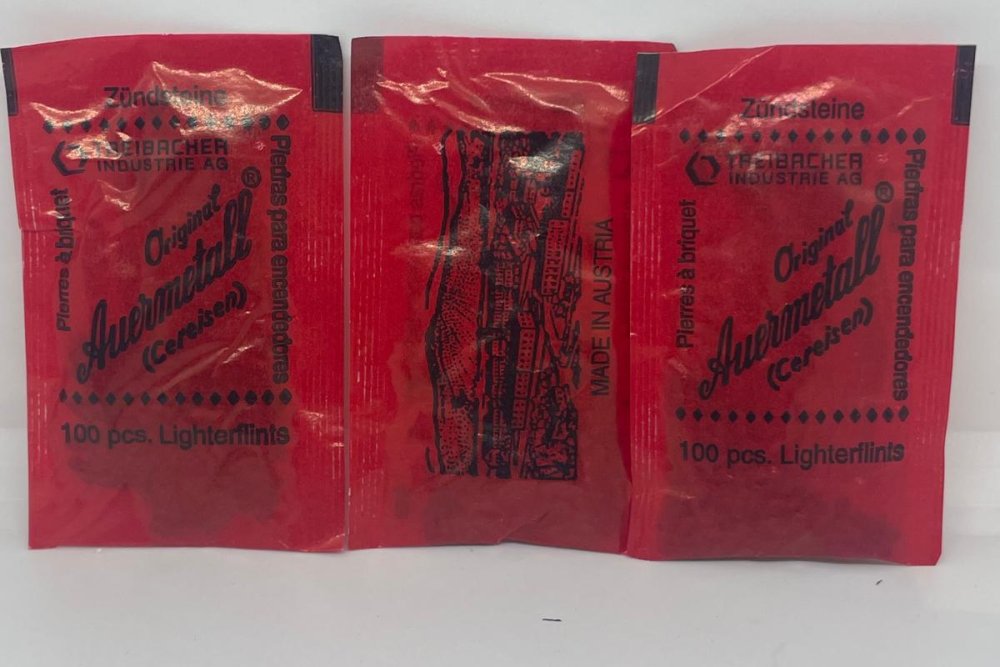 Zündsteine
TREIBACHER
INDUSTRIE AG
Pierres à briquet
Original
Auermetall®
(Cereisen)
Piedras para encendedores
100 pcs. Lighterflints
MADE IN AUSTRIA
Zündsteine
TREIBACHER
INDUSTRIE AG
Pierres à briquet
Original
Auermetall®
(Cereisen)
Piedras para encendedores
100 pcs. Lighterflints